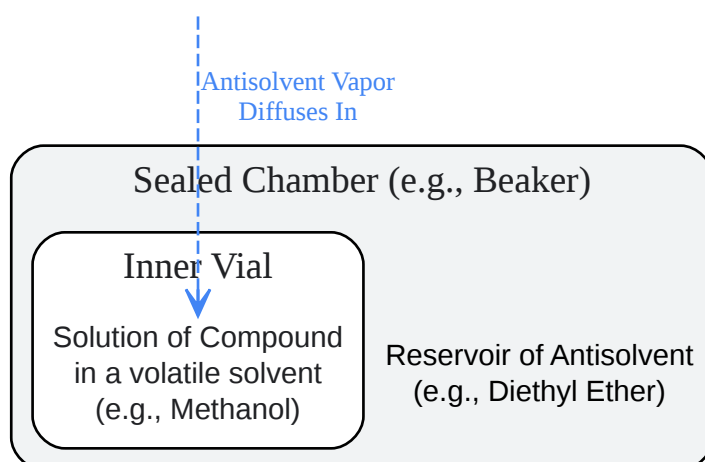 Antisolvent Vapor
Diffuses In
Sealed Chamber (e.g., Beaker)
Inner Vial
Solution of Compound
in a volatile solvent
(e.g., Methanol)
Reservoir of Antisolvent
(e.g., Diethyl Ether)